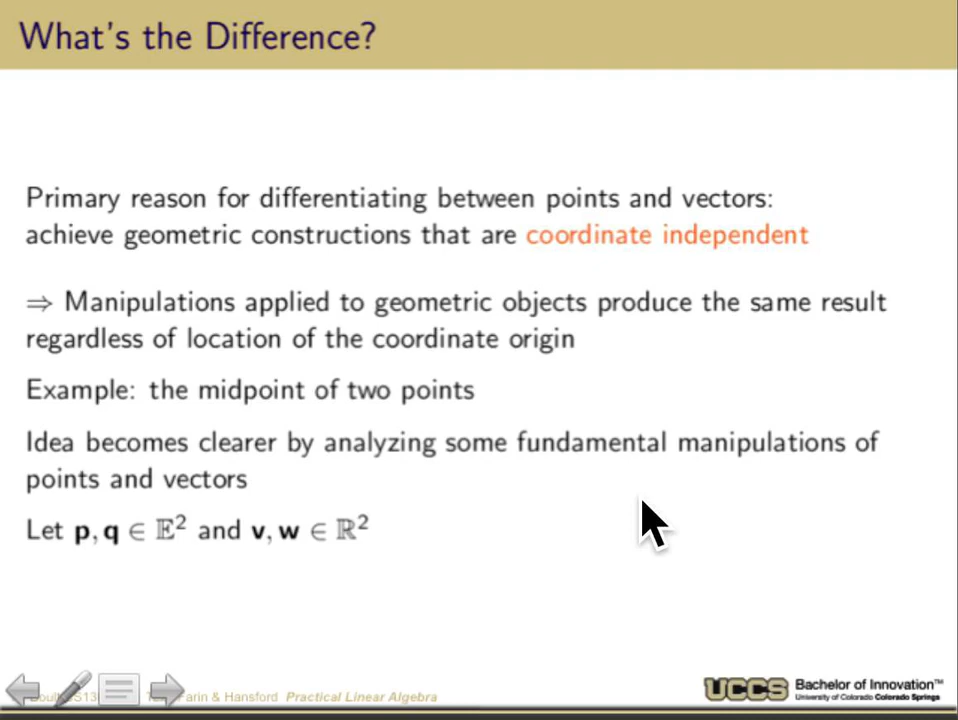 What's the Difference?
Primary reason for differentiating between points and vectors:
achieve geometric constructions that are coordinate independent
⇒ Manipulations applied to geometric objects produce the same result
regardless of location of the coordinate origin
Example: the midpoint of two points
Idea becomes clearer by analyzing some fundamental manipulations of
points and vectors
Let p, q ∈ 𝔼² and v, w ∈ ℝ²
Farin & Hansford Practical Linear Algebra
UCCS
Bachelor of Innovation™
University of Colorado Colorado Springs